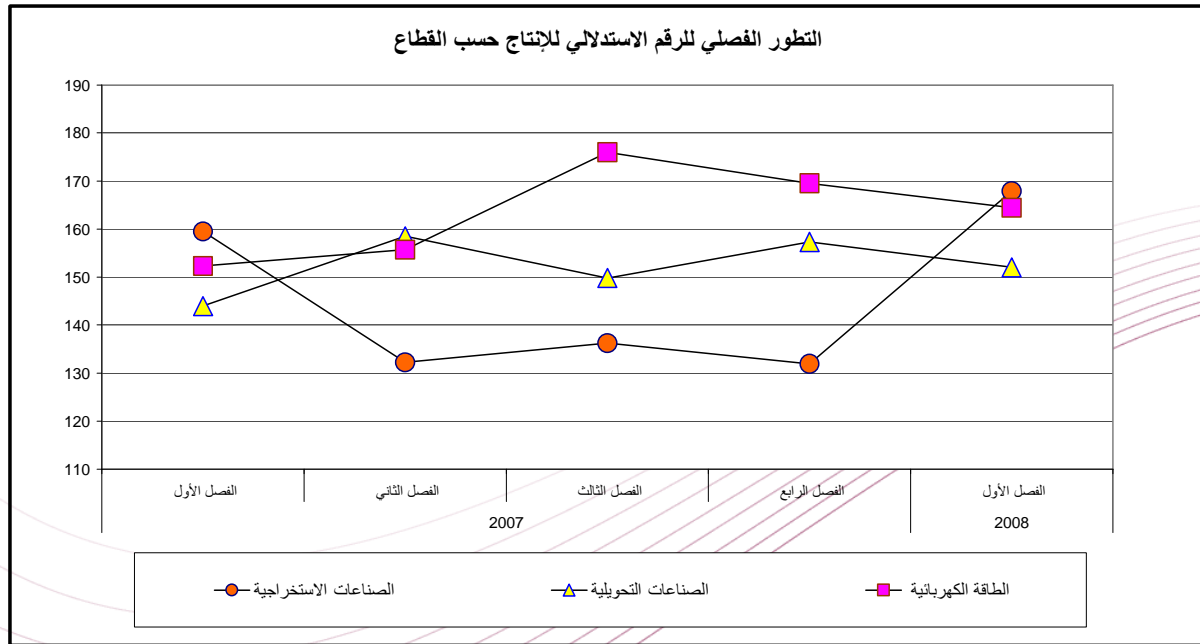 التطور الفصلي للرقم الاستدلالي للإنتاج حسب القطاع
190
180
170
160
150
140
130
120
110
الفصل الأول
الفصل الثاني
الفصل الثالث
الفصل الرابع
الفصل الأول
2007
2008
الصناعات الاستخراجية
الصناعات التحويلية
الطاقة الكهربائية